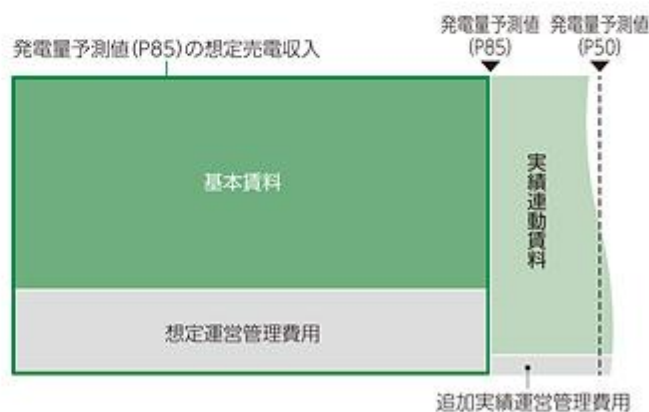 発電量予測値(P85)の想定売電収入
発電量予測値
(P85)
発電量予測値
(P50)
基本賃料
実績連動賃料
想定運営管理費用
追加実績運営管理費用